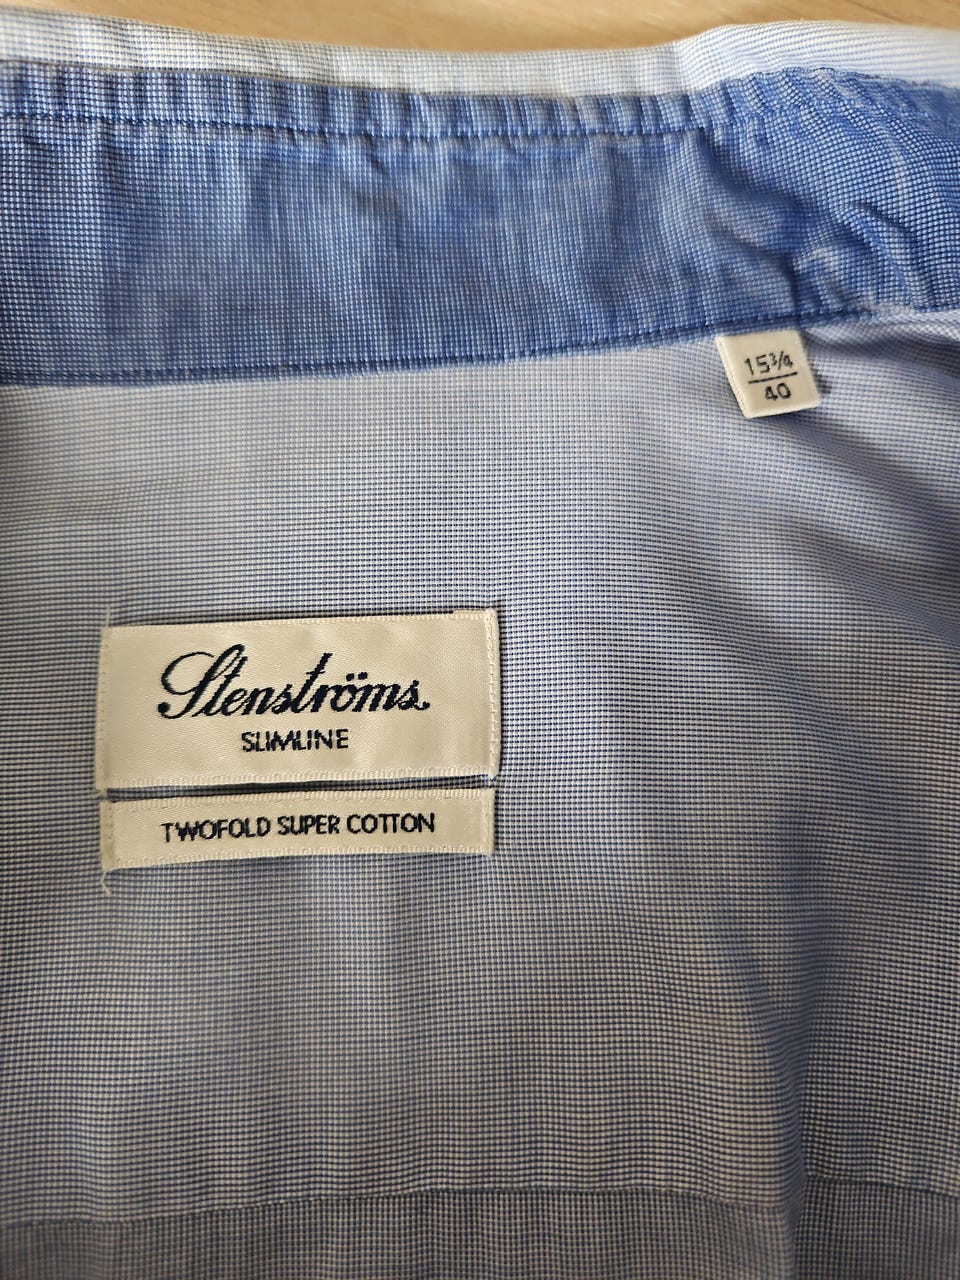 15¾
40
Stenströms
SLIMLINE
TWOFOLD SUPER COTTON